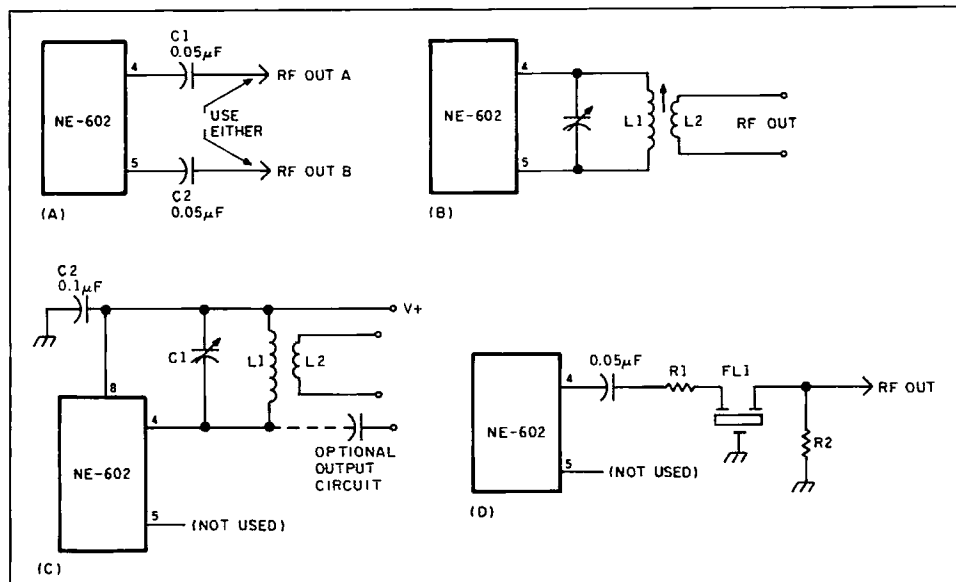 C1
0.05µF
4
RF OUT A
NE-602
USE
EITHER
5
RF OUT B
C2
0.05µF
(A)
4
NE-602
L1
L2
RF OUT
5
(B)
C2
0.1µF
V+
C1
L1
L2
8
4
NE-602
OPTIONAL
OUTPUT
CIRCUIT
5
(NOT USED)
(C)
0.05µF
R1
FL1
4
RF OUT
NE-602
R2
5
(NOT USED)
(D)